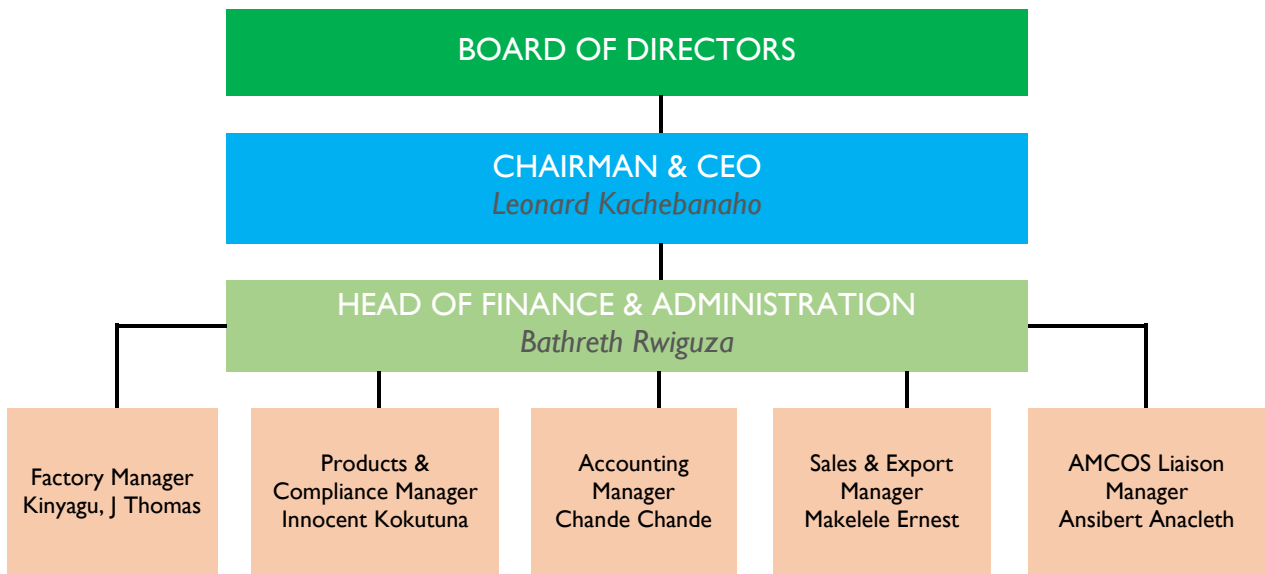 BOARD OF DIRECTORS
CHAIRMAN & CEO
Leonard Kachebanaho
HEAD OF FINANCE & ADMINISTRATION
Bathreth Rwiguza
Factory Manager
Kinyagu, J Thomas
Products &
Compliance Manager
Innocent Kokutuna
Accounting
Manager
Chande Chande
Sales & Export
Manager
Makelele Ernest
AMCOS Liaison
Manager
Ansibert Anacleth